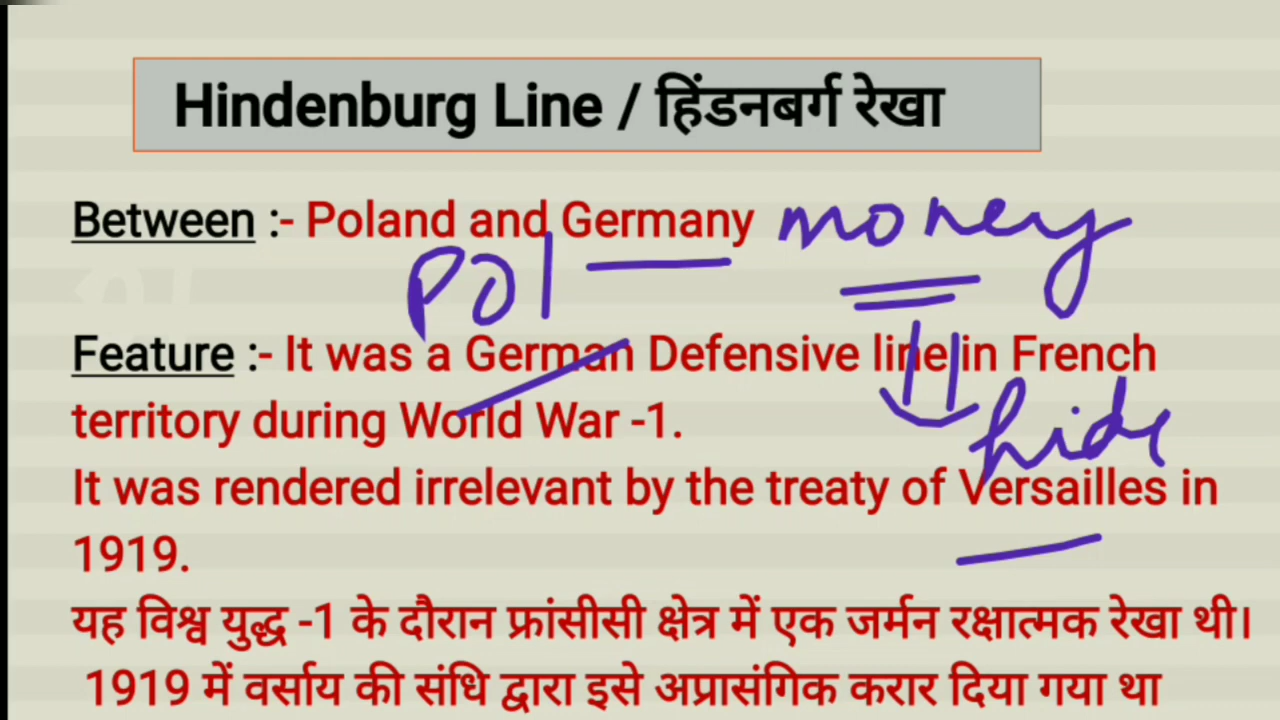 Hindenburg Line / हिंडनबर्ग रेखा
Between :- Poland and Germany money
pol
Feature :- It was a German Defensive line in French
territory during World War -1.
hide
It was rendered irrelevant by the treaty of Versailles in
1919.
यह विश्व युद्ध -1 के दौरान फ्रांसीसी क्षेत्र में एक जर्मन रक्षात्मक रेखा थी।
1919 में वर्साय की संधि द्वारा इसे अप्रासंगिक करार दिया गया था